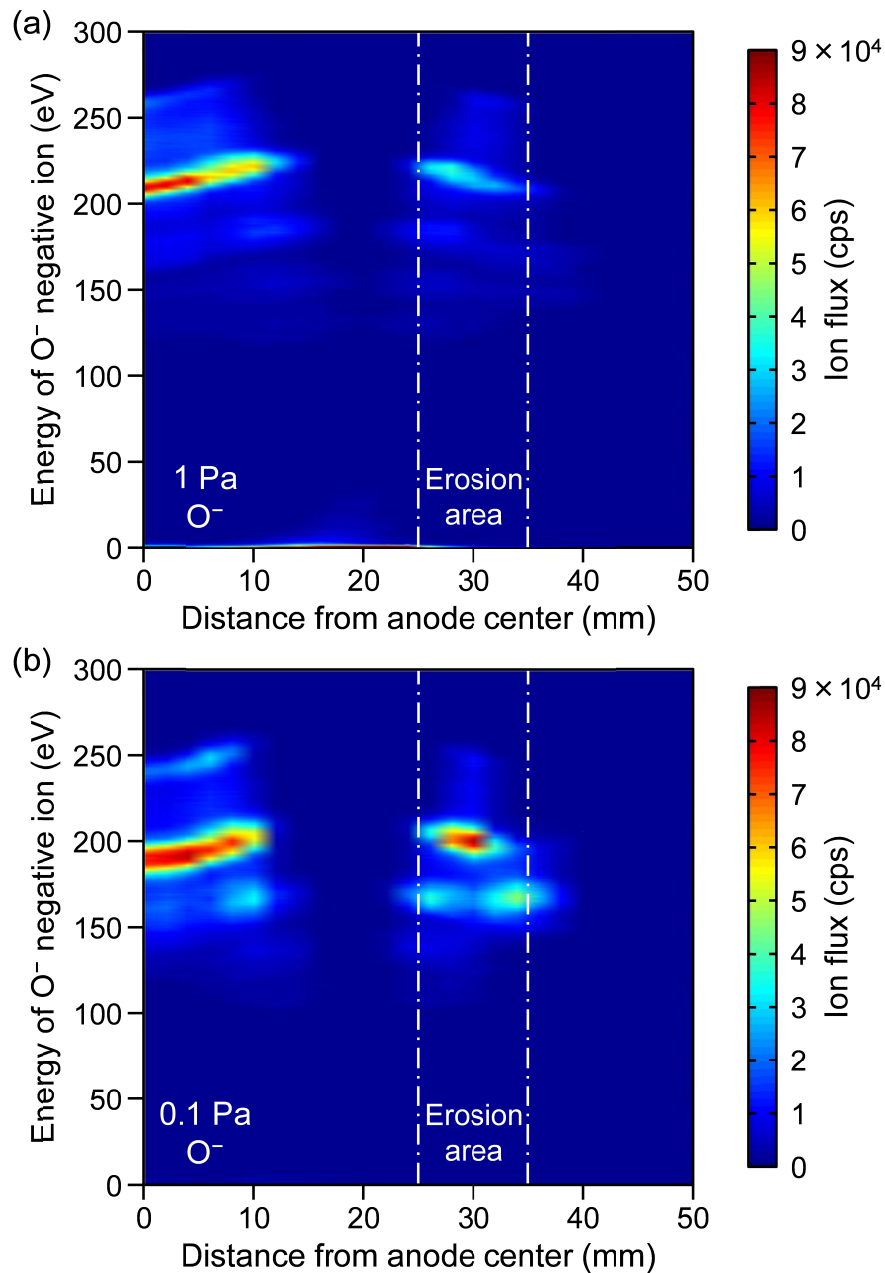 (a)
300
250
200
150
100
50
0
Energy of O⁻ negative ion (eV)
1 Pa
O⁻
Erosion
area
0 10 20 30 40 50
Distance from anode center (mm)
9 × 10⁴
8
7
6
5
4
3
2
1
0
Ion flux (cps)
(b)
300
250
200
150
100
50
0
Energy of O⁻ negative ion (eV)
0.1 Pa
O⁻
Erosion
area
0 10 20 30 40 50
Distance from anode center (mm)
9 × 10⁴
8
7
6
5
4
3
2
1
0
Ion flux (cps)